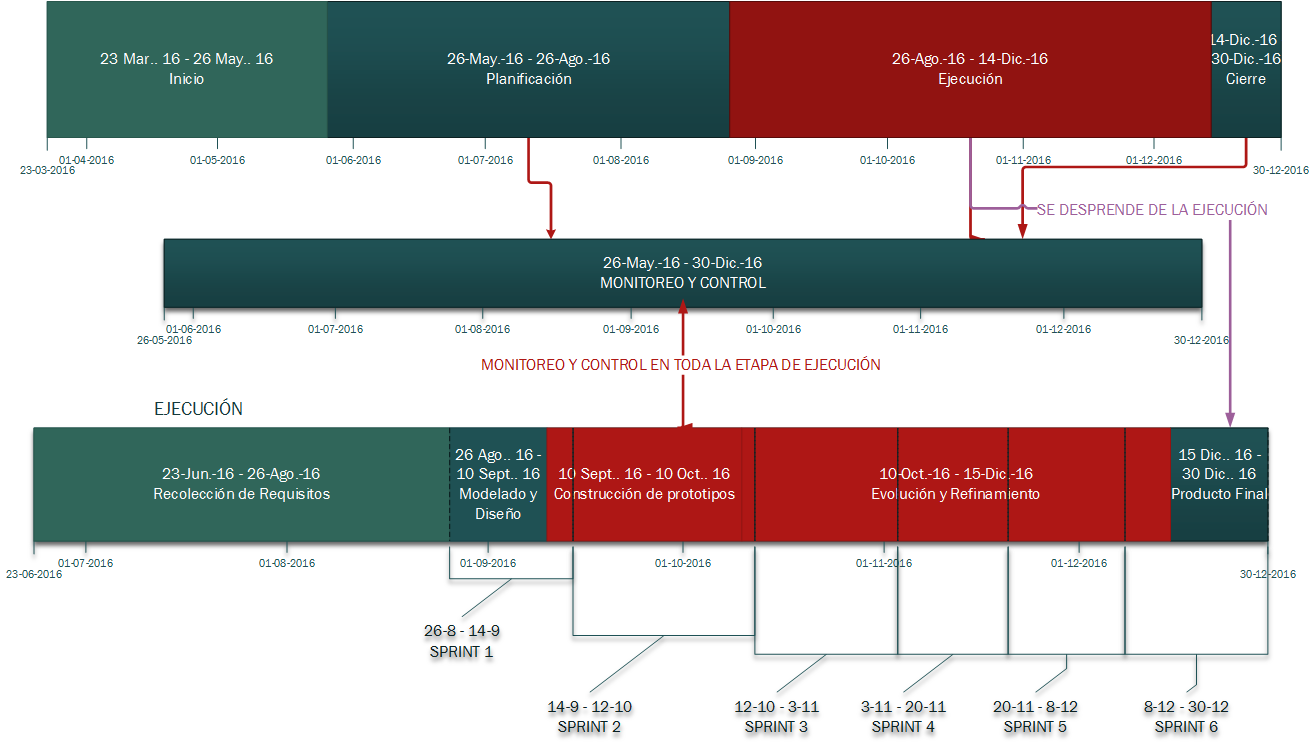 23 Mar.. 16 - 26 May.. 16
Inicio
26-May.-16 - 26-Ago.-16
Planificación
26-Ago.-16 - 14-Dic.-16
Ejecución
14-Dic.-16
30-Dic.-16
Cierre
01-04-2016
01-05-2016
01-06-2016
01-07-2016
01-08-2016
01-09-2016
01-10-2016
01-11-2016
01-12-2016
23-03-2016
30-12-2016
SE DESPRENDE DE LA EJECUCIÓN
26-May.-16 - 30-Dic.-16
MONITOREO Y CONTROL
01-06-2016
01-07-2016
01-08-2016
01-09-2016
01-10-2016
01-11-2016
01-12-2016
26-05-2016
30-12-2016
MONITOREO Y CONTROL EN TODA LA ETAPA DE EJECUCIÓN
EJECUCIÓN
23-Jun.-16 - 26-Ago.-16
Recolección de Requisitos
26 Ago.. 16 -
10 Sept.. 16
Modelado y
Diseño
10 Sept.. 16 - 10 Oct.. 16
Construcción de prototipos
10-Oct.-16 - 15-Dic.-16
Evolución y Refinamiento
15 Dic.. 16 -
30 Dic.. 16
Producto Final
01-07-2016
01-08-2016
01-09-2016
01-10-2016
01-11-2016
01-12-2016
23-06-2016
30-12-2016
26-8 - 14-9
SPRINT 1
14-9 - 12-10
SPRINT 2
12-10 - 3-11
SPRINT 3
3-11 - 20-11
SPRINT 4
20-11 - 8-12
SPRINT 5
8-12 - 30-12
SPRINT 6